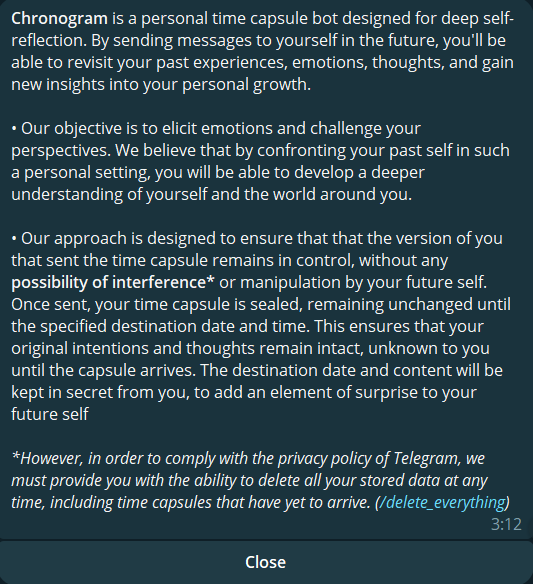 Chronogram is a personal time capsule bot designed for deep self-
reflection. By sending messages to yourself in the future, you'll be
able to revisit your past experiences, emotions, thoughts, and gain
new insights into your personal growth.
• Our objective is to elicit emotions and challenge your
perspectives. We believe that by confronting your past self in such
a personal setting, you will be able to develop a deeper
understanding of yourself and the world around you.
• Our approach is designed to ensure that that the version of you
that sent the time capsule remains in control, without any
possibility of interference* or manipulation by your future self.
Once sent, your time capsule is sealed, remaining unchanged until
the specified destination date and time. This ensures that your
original intentions and thoughts remain intact, unknown to you
until the capsule arrives. The destination date and content will be
kept in secret from you, to add an element of surprise to your
future self
*However, in order to comply with the privacy policy of Telegram, we
must provide you with the ability to delete all your stored data at any
time, including time capsules that have yet to arrive. (/delete_everything)
3:12
Close